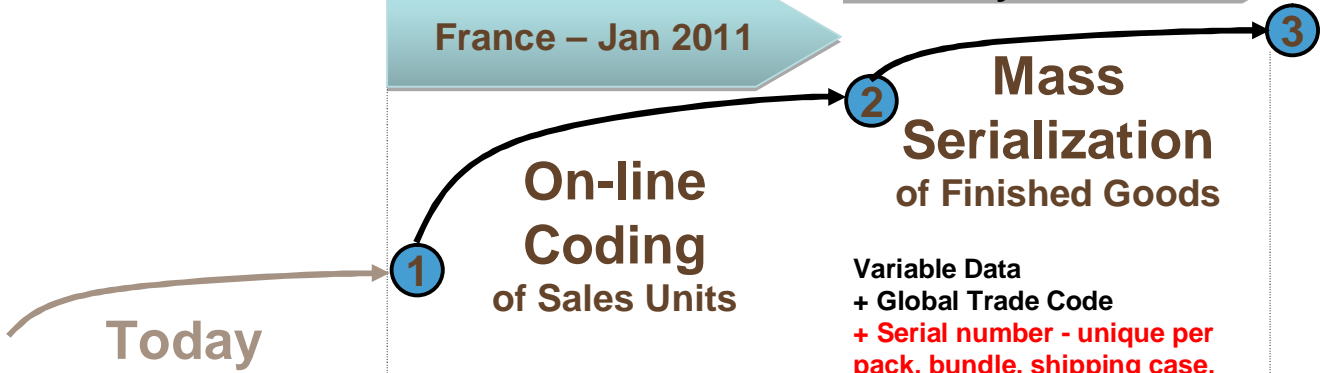 France – Jan 2011
3
2
Mass
Serialization
of Finished Goods
On-line
Coding
of Sales Units
1
Variable Data
+ Global Trade Code
+ Serial number - unique per
pack, bundle, shipping case,
Today